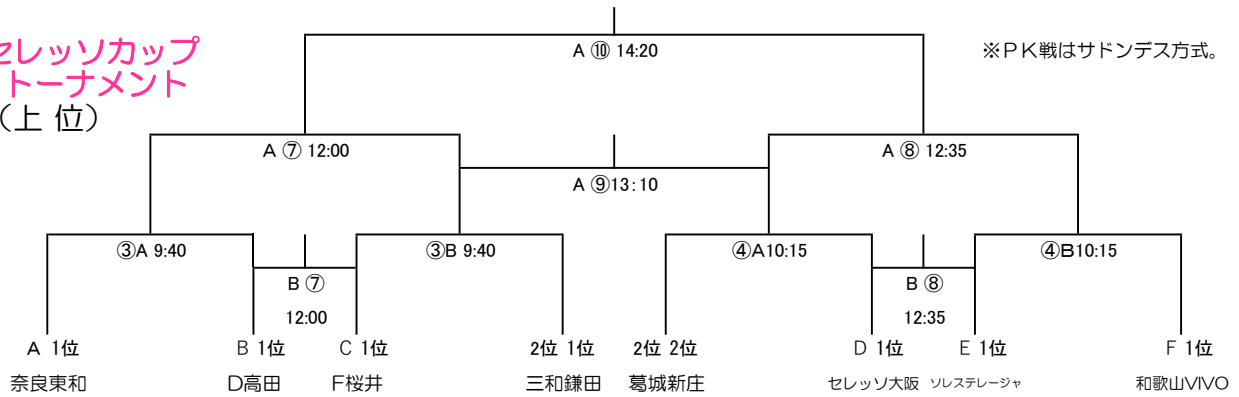 セレッソカップ
トーナメント
（上 位）
A ⑩ 14:20
※ＰＫ戦はサドンデス方式。
A ⑦ 12:00
A ⑧ 12:35
A ⑨13：10
③A 9:40
③B 9:40
④A10:15
④B10:15
B ⑦
12:00
B ⑧
12:35
A 1位
B 1位
C 1位
2位 1位
2位 2位
D 1位
E 1位
F 1位
奈良東和
D高田
F桜井
三和鎌田
葛城新庄
セレッソ大阪
ソレステレージャ
和歌山VIVO